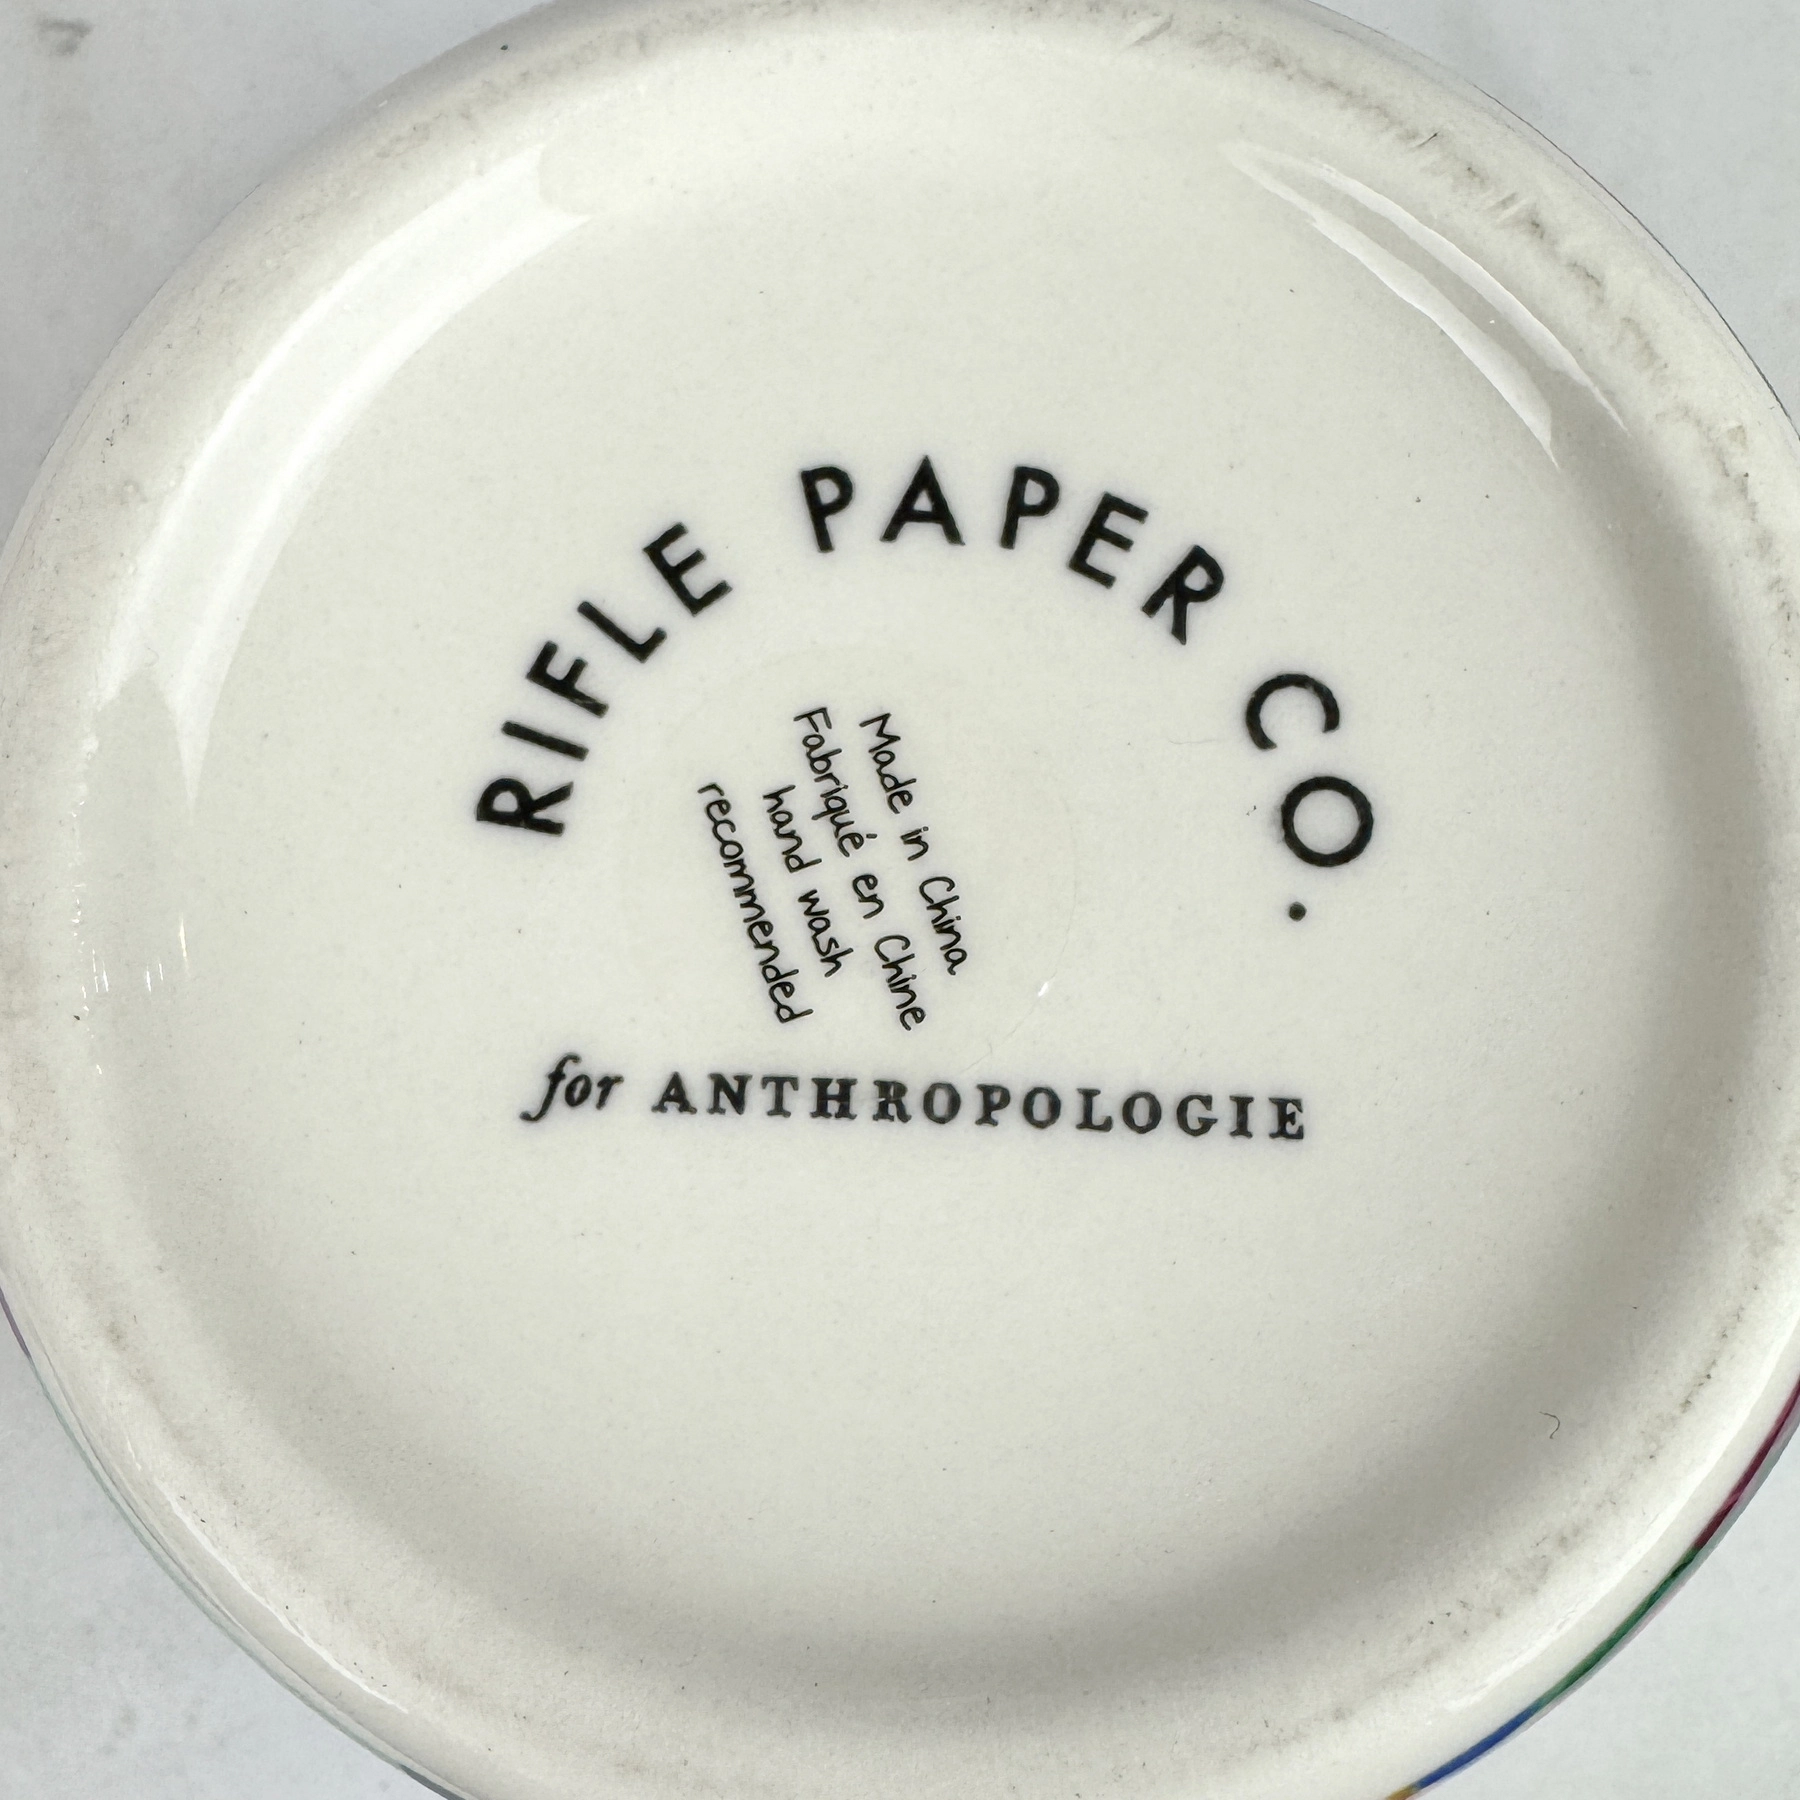 RIFLE PAPER CO.
Made in China
Fabriqué en Chine
hand wash
recommended
for ANTHROPOLOGIE